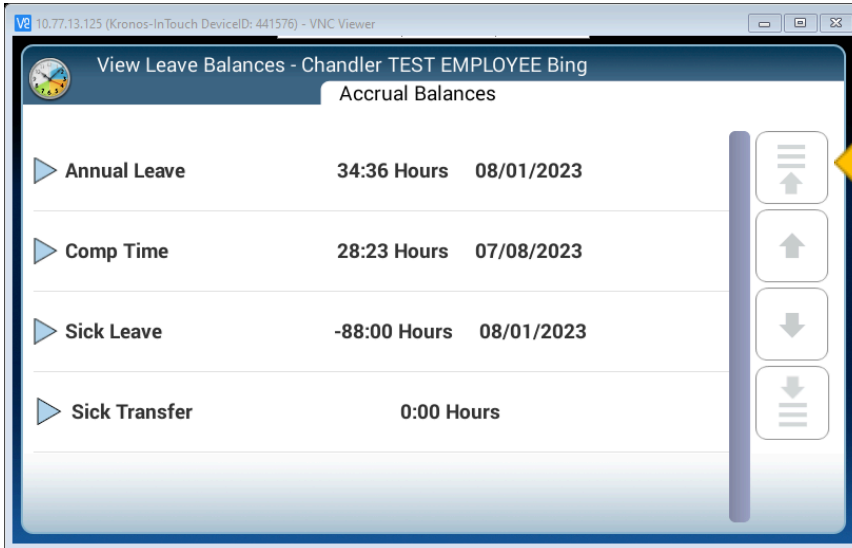 10.77.13.125 (Kronos-InTouch DeviceID: 441576) - VNC Viewer
View Leave Balances - Chandler TEST EMPLOYEE Bing
Accrual Balances
Annual Leave 34:36 Hours 08/01/2023
Comp Time 28:23 Hours 07/08/2023
Sick Leave -88:00 Hours 08/01/2023
Sick Transfer 0:00 Hours